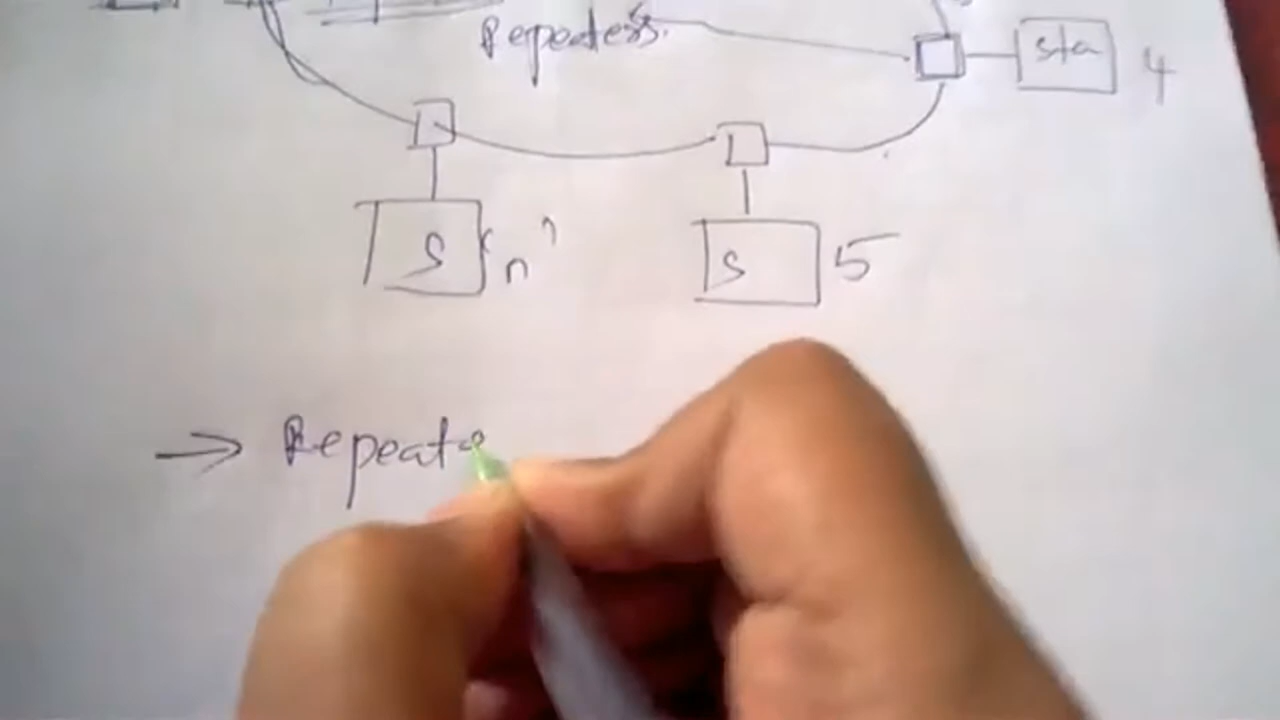 Repeaters.
sta 4
S 'n'
S 5
→ Repeate